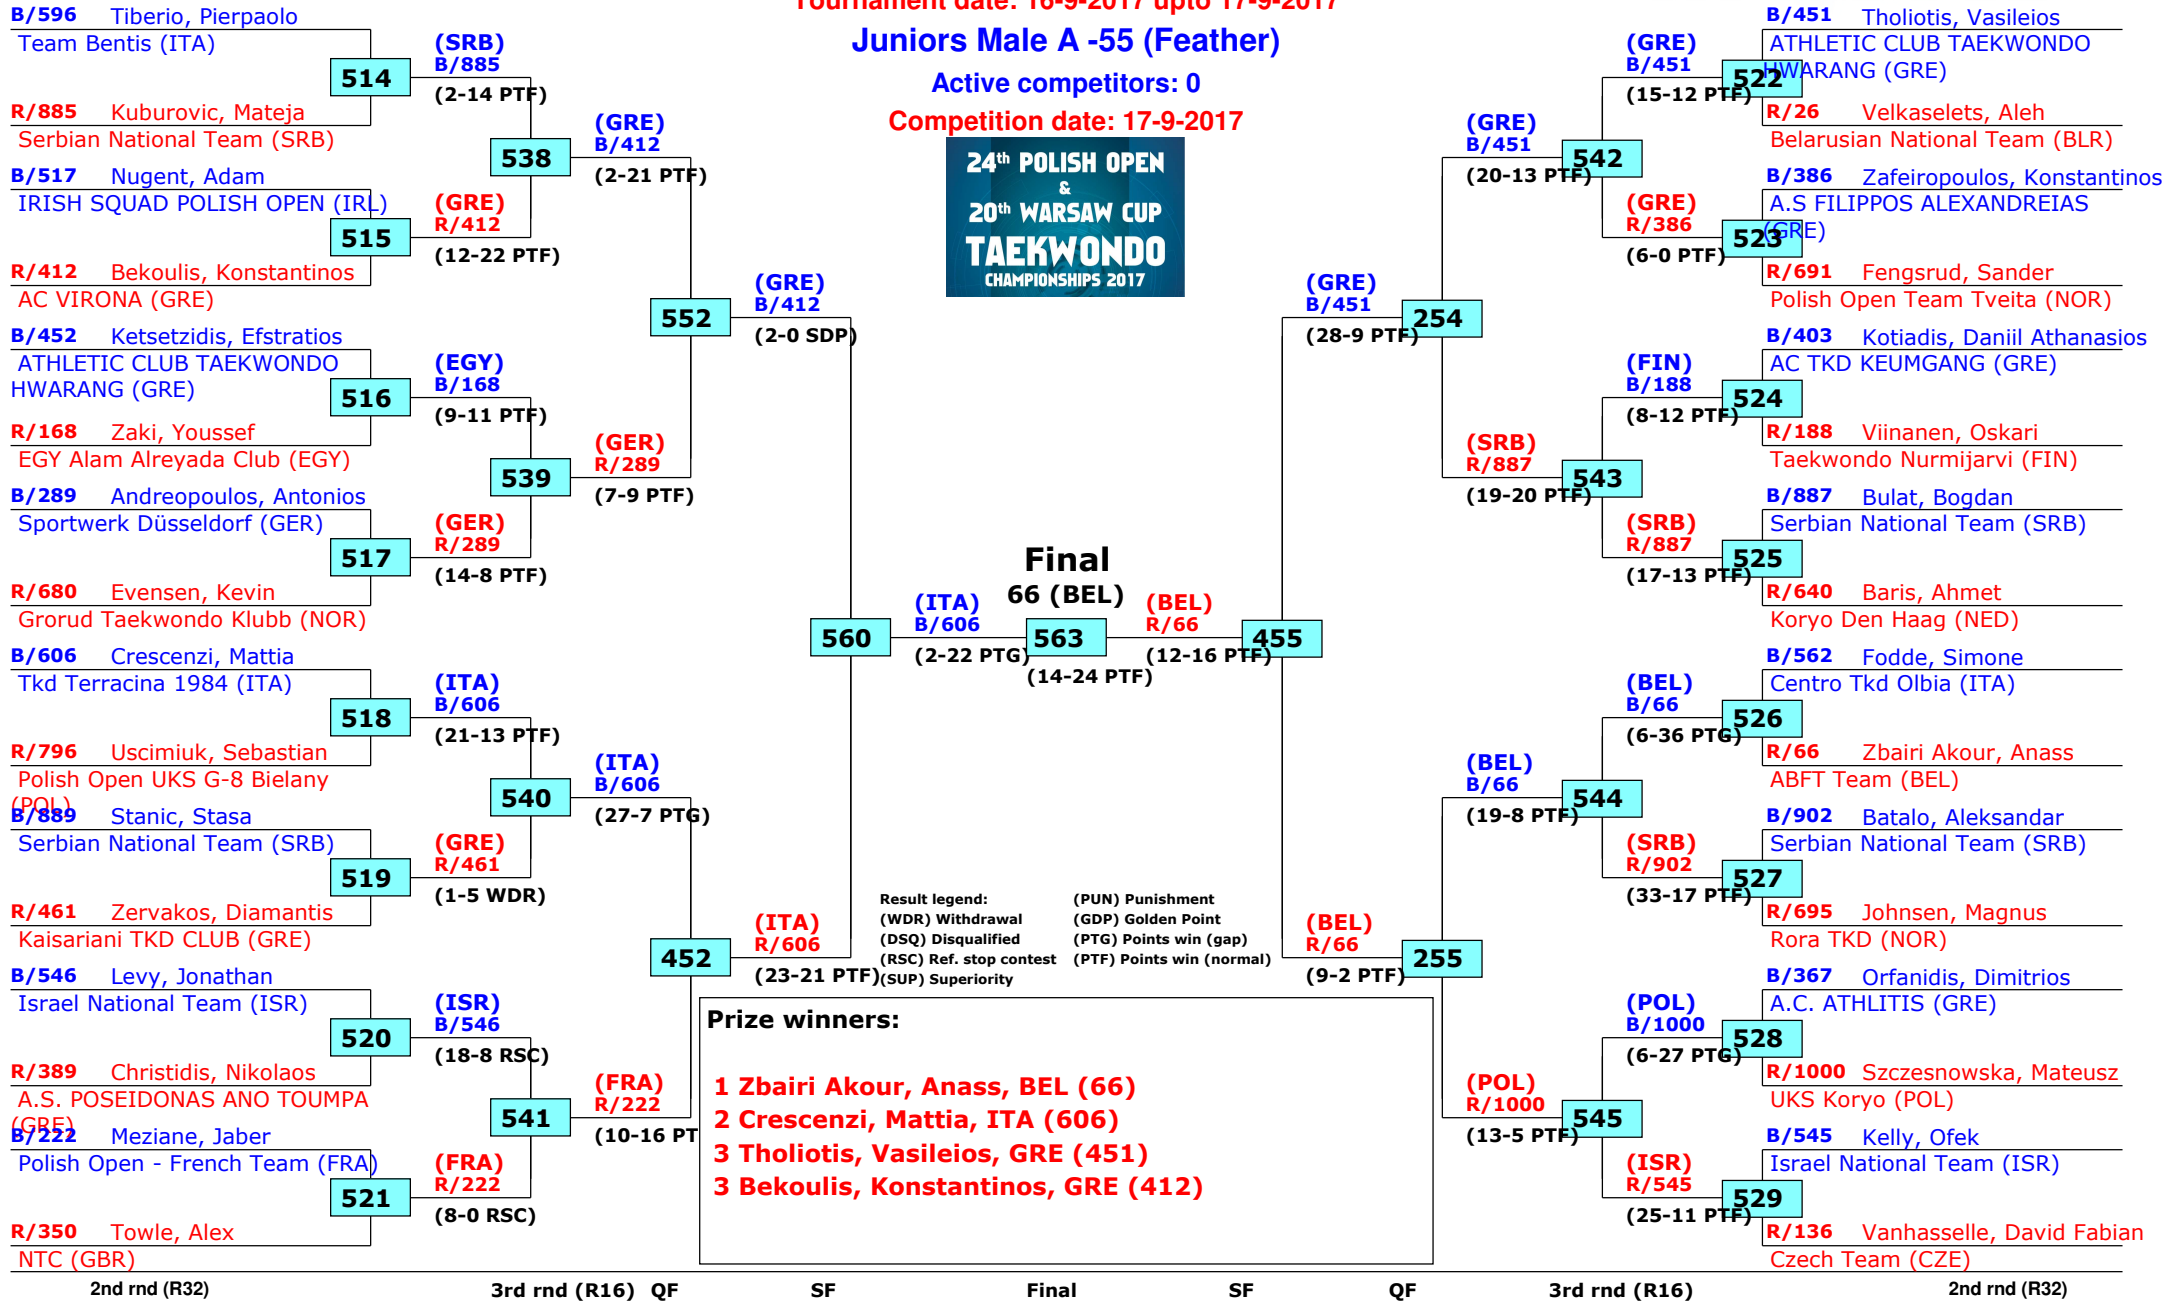 Tournament date: 16-9-2017 upto 17-9-2017
Juniors Male A -55 (Feather)
Active competitors: 0
Competition date: 17-9-2017
24th POLISH OPEN
&
20th WARSAW CUP
TAEKWONDO
CHAMPIONSHIPS 2017
B/596 Tiberio, Pierpaolo
Team Bentis (ITA)
514
R/885 Kuburovic, Mateja
Serbian National Team (SRB)
B/517 Nugent, Adam
IRISH SQUAD POLISH OPEN (IRL)
515
R/412 Bekoulis, Konstantinos
AC VIRONA (GRE)
B/452 Ketsetzidis, Efstratios
ATHLETIC CLUB TAEKWONDO
HWARANG (GRE)
516
R/168 Zaki, Youssef
EGY Alam Alreyada Club (EGY)
B/289 Andreopoulos, Antonios
Sportwerk Düsseldorf (GER)
517
R/680 Evensen, Kevin
Grorud Taekwondo Klubb (NOR)
B/606 Crescenzi, Mattia
Tkd Terracina 1984 (ITA)
518
R/796 Uscimiuk, Sebastian
Polish Open UKS G-8 Bielany
(POL)
B/889 Stanic, Stasa
Serbian National Team (SRB)
519
R/461 Zervakos, Diamantis
Kaisariani TKD CLUB (GRE)
B/546 Levy, Jonathan
Israel National Team (ISR)
520
R/389 Christidis, Nikolaos
A.S. POSEIDONAS ANO TOUMPA
(GRE)
B/222 Meziane, Jaber
Polish Open - French Team (FRA)
521
R/350 Towle, Alex
NTC (GBR)
(SRB)
B/885
(2-14 PTF)
538
(GRE)
R/412
(12-22 PTF)
(EGY)
B/168
(9-11 PTF)
539
(GER)
R/289
(14-8 PTF)
(ITA)
B/606
(21-13 PTF)
540
(GRE)
R/461
(1-5 WDR)
(ISR)
B/546
(18-8 RSC)
541
(FRA)
R/222
(8-0 RSC)
(GRE)
B/412
(2-21 PTF)
552
(GER)
R/289
(7-9 PTF)
(ITA)
B/606
(27-7 PTG)
452
(FRA)
R/222
(10-16 PT
(GRE)
B/412
(2-0 SDP)
560
(ITA)
R/606
(23-21 PTF)
(ITA)
B/606
(2-22 PTG)
Final
66 (BEL)
563
(14-24 PTF)
(BEL)
R/66
(12-16 PTF)
455
(GRE)
B/451
(28-9 PTF)
254
(BEL)
R/66
(9-2 PTF)
255
(GRE)
B/451
(20-13 PTF)
542
(SRB)
R/887
(19-20 PTF)
543
(BEL)
B/66
(19-8 PTF)
544
(POL)
R/1000
(13-5 PTF)
545
(GRE)
B/451
(15-12 PTF)
(GRE)
R/386
(6-0 PTF)
(FIN)
B/188
(8-12 PTF)
(SRB)
R/887
(17-13 PTF)
(BEL)
B/66
(6-36 PTG)
(SRB)
R/902
(33-17 PTF)
(POL)
B/1000
(6-27 PTG)
(ISR)
R/545
(25-11 PTF)
B/451 Tholiotis, Vasileios
ATHLETIC CLUB TAEKWONDO
HWARANG (GRE)
522
R/26 Velkaselets, Aleh
Belarusian National Team (BLR)
B/386 Zafeiropoulos, Konstantinos
A.S FILIPPOS ALEXANDREIAS
(GRE)
523
R/691 Fengsrud, Sander
Polish Open Team Tveita (NOR)
B/403 Kotiadis, Daniil Athanasios
AC TKD KEUMGANG (GRE)
524
R/188 Viinanen, Oskari
Taekwondo Nurmijarvi (FIN)
B/887 Bulat, Bogdan
Serbian National Team (SRB)
525
R/640 Baris, Ahmet
Koryo Den Haag (NED)
B/562 Fodde, Simone
Centro Tkd Olbia (ITA)
526
R/66 Zbairi Akour, Anass
ABFT Team (BEL)
B/902 Batalo, Aleksandar
Serbian National Team (SRB)
527
R/695 Johnsen, Magnus
Rora TKD (NOR)
B/367 Orfanidis, Dimitrios
A.C. ATHLITIS (GRE)
528
R/1000 Szczesnowska, Mateusz
UKS Koryo (POL)
B/545 Kelly, Ofek
Israel National Team (ISR)
529
R/136 Vanhasselle, David Fabian
Czech Team (CZE)
Result legend:
(WDR) Withdrawal
(DSQ) Disqualified
(RSC) Ref. stop contest
(SUP) Superiority
(PUN) Punishment
(GDP) Golden Point
(PTG) Points win (gap)
(PTF) Points win (normal)
Prize winners:
1 Zbairi Akour, Anass, BEL (66)
2 Crescenzi, Mattia, ITA (606)
3 Tholiotis, Vasileios, GRE (451)
3 Bekoulis, Konstantinos, GRE (412)
2nd rnd (R32) 3rd rnd (R16) QF SF Final SF QF 3rd rnd (R16) 2nd rnd (R32)